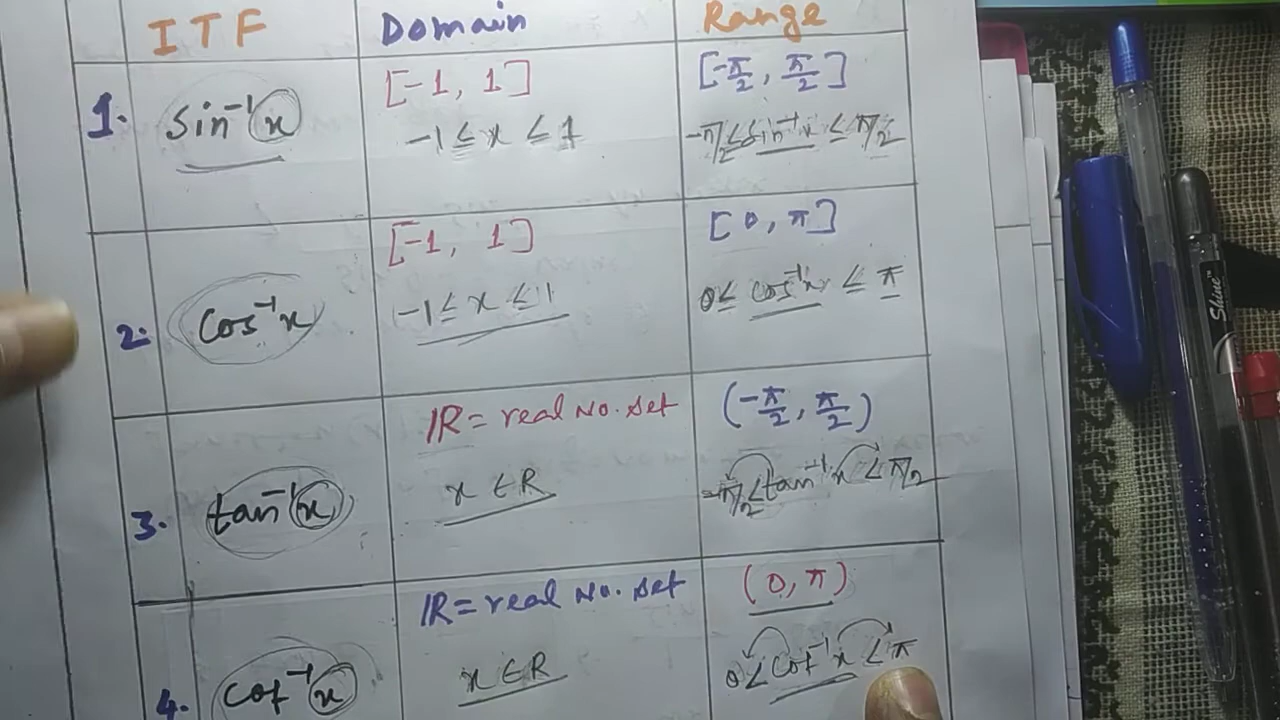 ITF Domain Range
1. sin⁻¹x [-1, 1] [-π/2, π/2]
-1 ≤ x ≤ 1 -π/2 ≤ sin⁻¹x ≤ π/2
2. cos⁻¹x [-1, 1] [0, π]
-1 ≤ x ≤ 1 0 ≤ cos⁻¹x ≤ π
3. tan⁻¹x IR = real No. set (-π/2, π/2)
x ∈ R -π/2 < tan⁻¹x < π/2
4. cot⁻¹x IR = real No. set (0, π)
x ∈ R 0 < cot⁻¹x < π
Shine